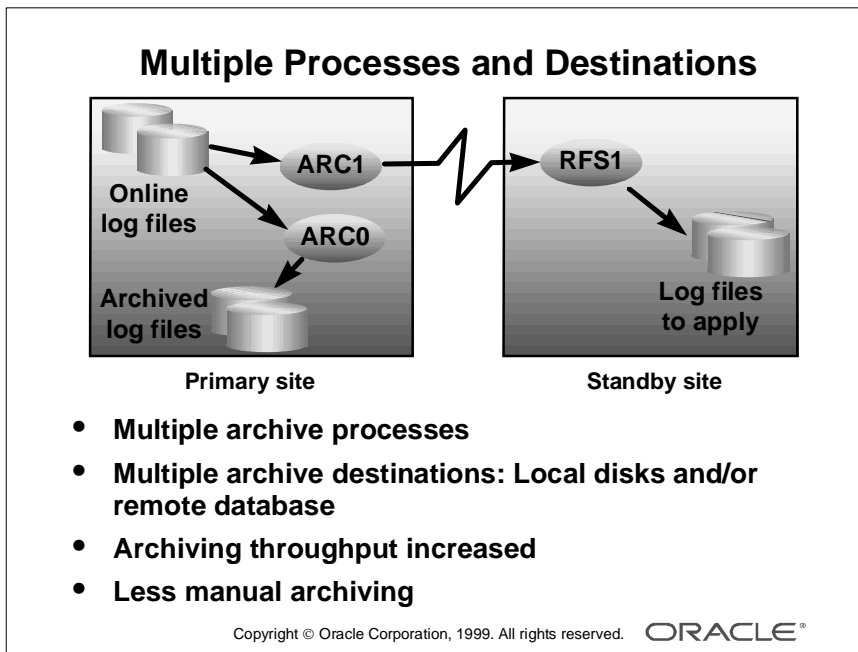 Multiple Processes and Destinations
ARC1
RFS1
Online
log files
ARC0
Archived
log files
Log files
to apply
Primary site
Standby site
• Multiple archive processes
• Multiple archive destinations: Local disks and/or
remote database
• Archiving throughput increased
• Less manual archiving
Copyright © Oracle Corporation, 1999. All rights reserved.
ORACLE®